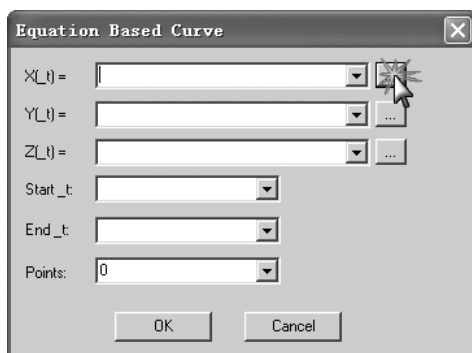 Equation Based Curve
X(_t) =
Y(_t) = ...
Z(_t) = ...
Start _t:
End _t:
Points: 0
OK Cancel